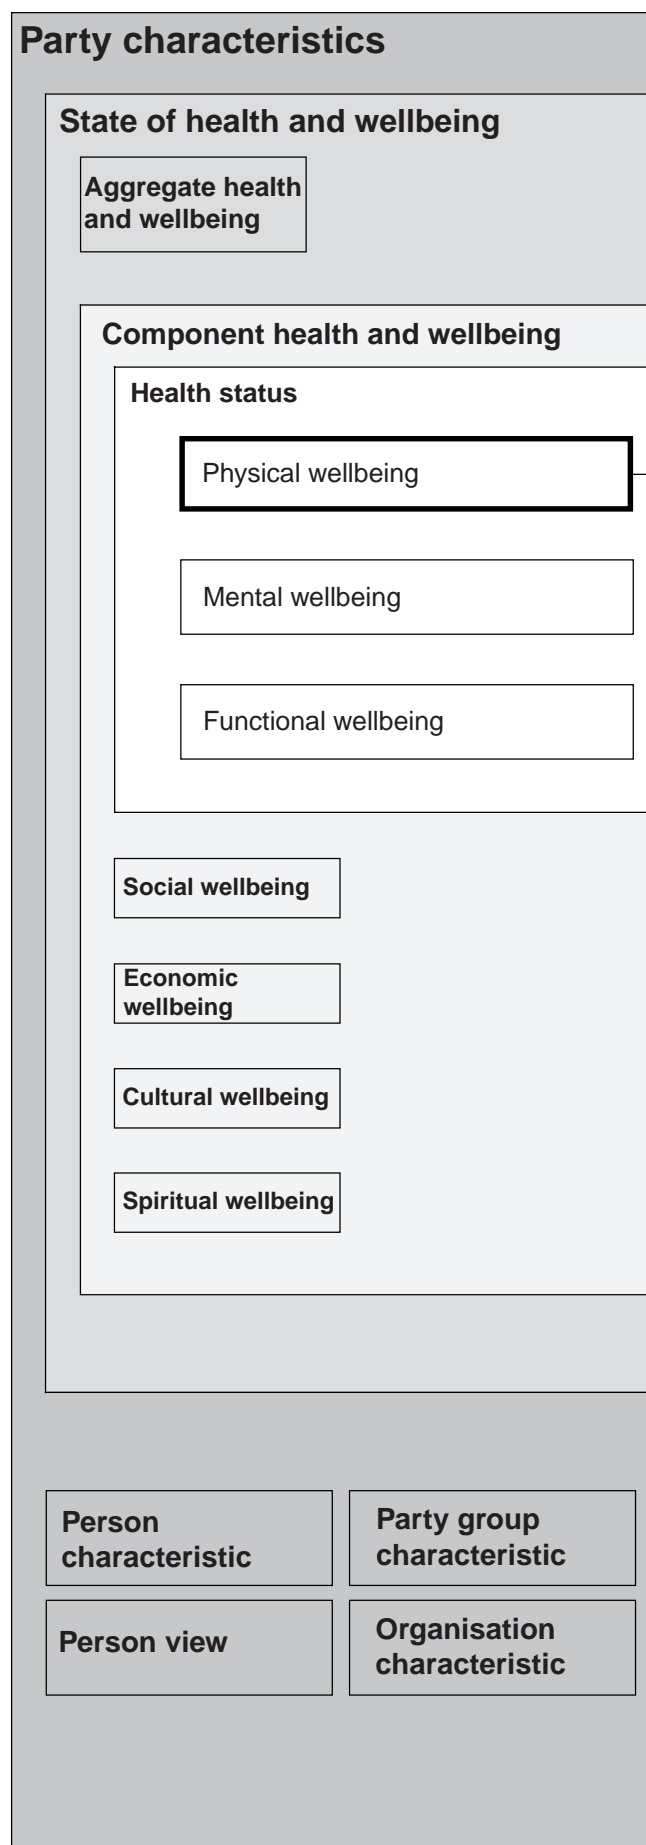 Party characteristics
State of health and wellbeing
Aggregate health
and wellbeing
Component health and wellbeing
Health status
Physical wellbeing
Mental wellbeing
Functional wellbeing
Social wellbeing
Economic
wellbeing
Cultural wellbeing
Spiritual wellbeing
Person
characteristic
Party group
characteristic
Person view
Organisation
characteristic